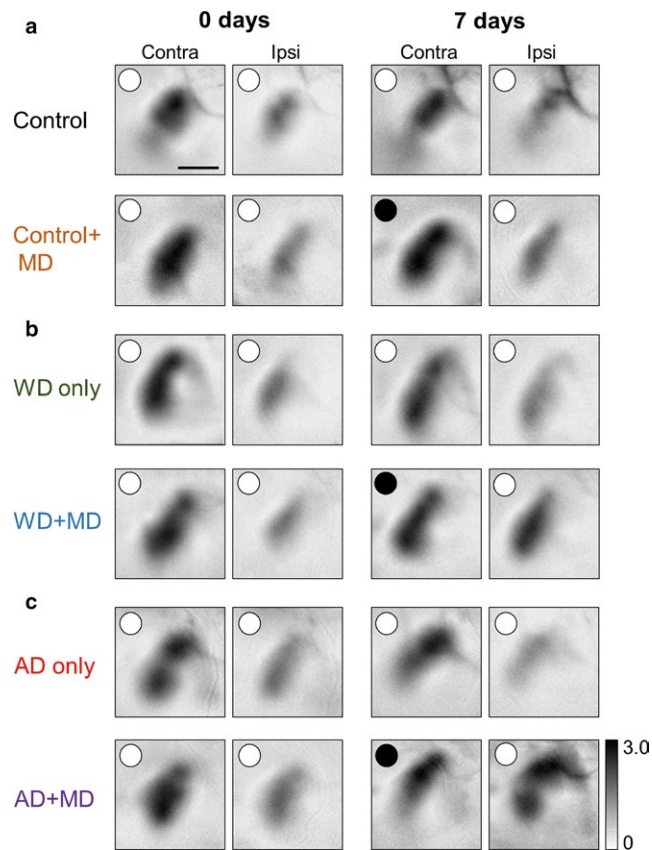 a
0 days 7 days
Contra Ipsi Contra Ipsi
Control
Control+
MD
b
WD only
WD+MD
c
AD only
AD+MD
3.0
0